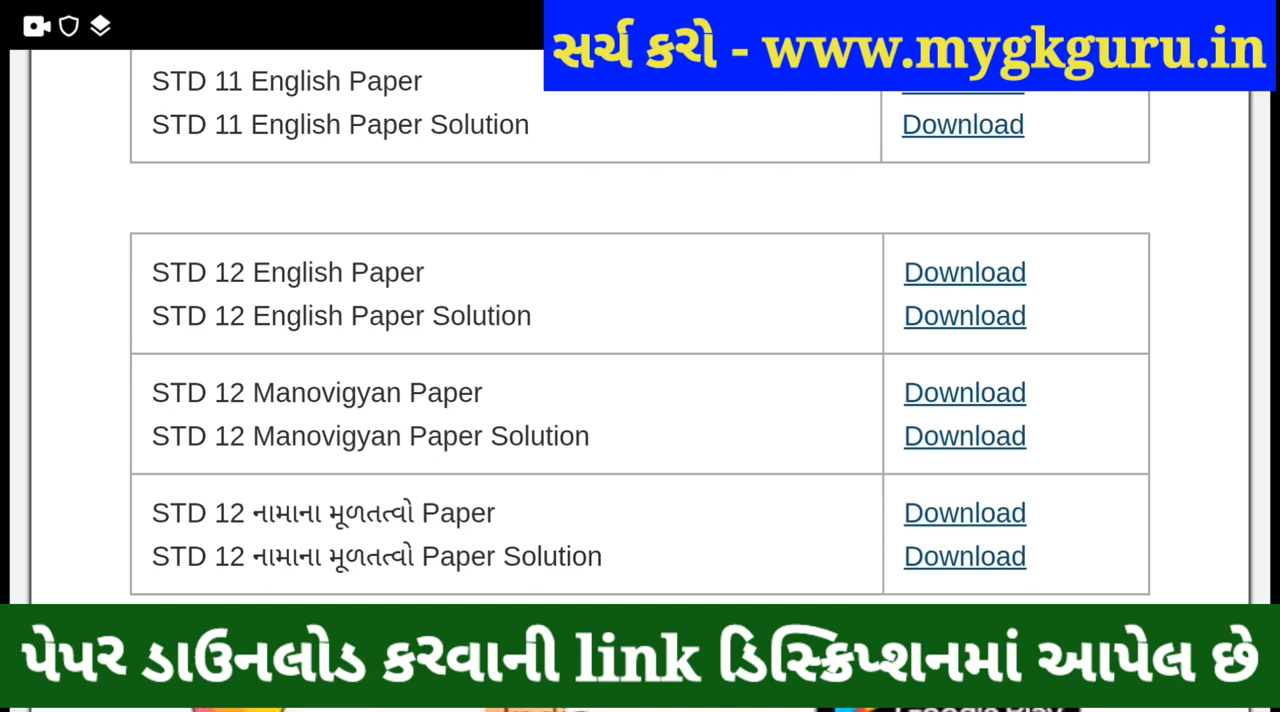 સર્ચ કરો - www.mygkguru.in
STD 11 English Paper
STD 11 English Paper Solution Download
STD 12 English Paper Download
STD 12 English Paper Solution Download
STD 12 Manovigyan Paper Download
STD 12 Manovigyan Paper Solution Download
STD 12 નામાના મૂળતત્વો Paper Download
STD 12 નામાના મૂળતત્વો Paper Solution Download
પેપર ડાઉનલોડ કરવાની link ડિસ્ક્રિપ્શનમાં આપેલ છે
Google Play